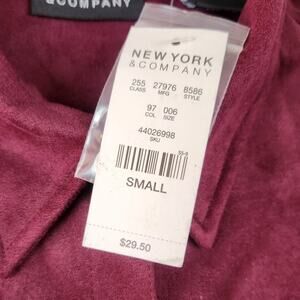 & COMPANY
NEW YORK
& COMPANY
255 27976 8586
CLASS MFG STYLE
97 006
COL SIZE
44026998
SKU
SMALL
$29.50